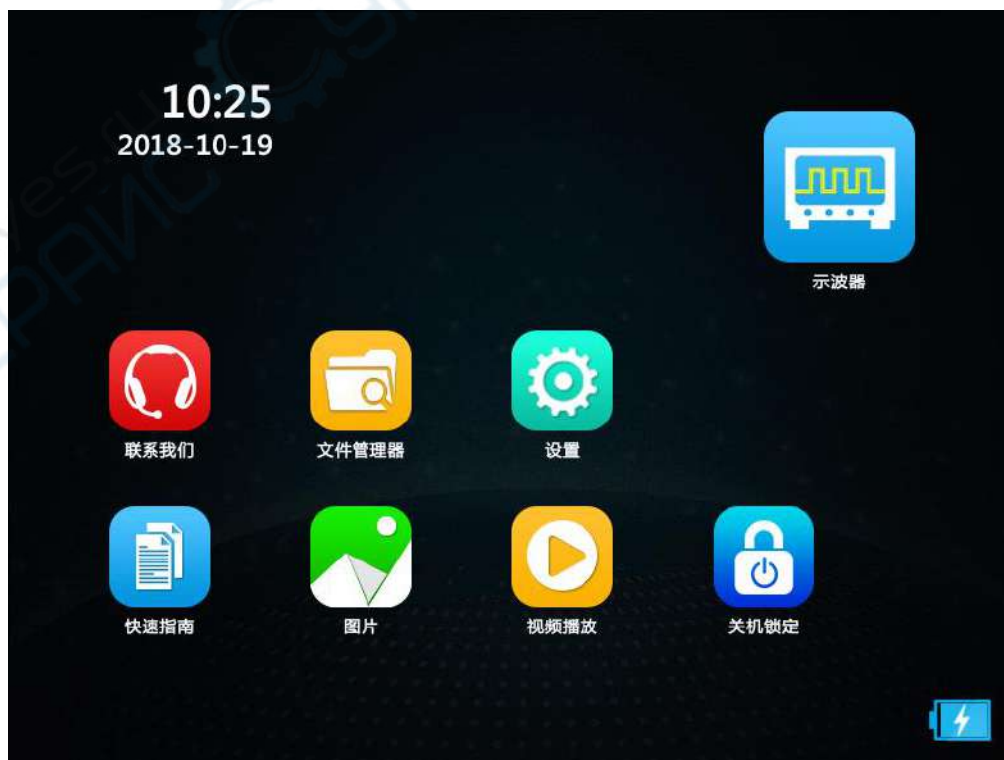 10:25
2018-10-19
示波器
联系我们
文件管理器
设置
快速指南
图片
视频播放
关机锁定